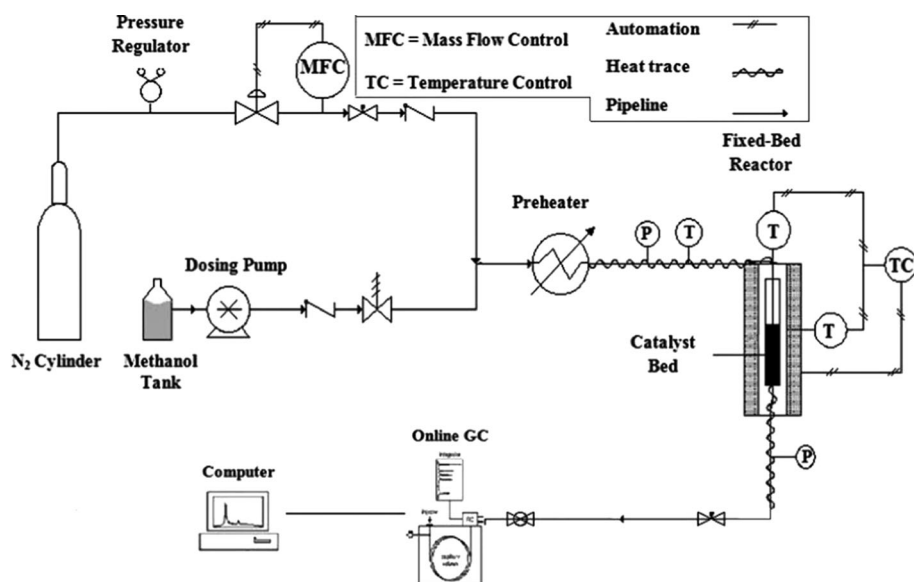 Pressure
Regulator
MFC
MFC = Mass Flow Control
TC = Temperature Control
Automation
Heat trace
Pipeline
Fixed-Bed
Reactor
Preheater
P
T
T
TC
T
Dosing Pump
Catalyst
Bed
N₂ Cylinder
Methanol
Tank
P
Online GC
Integrator
Computer